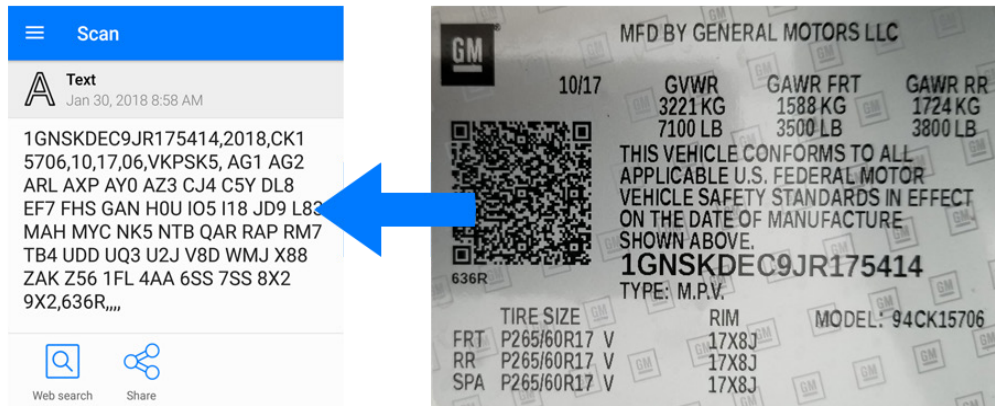 Scan
Text
Jan 30, 2018 8:58 AM
1GNSKDEC9JR175414,2018,CK1
5706,10,17,06,VKPSK5, AG1 AG2
ARL AXP AY0 AZ3 CJ4 C5Y DL8
EF7 FHS GAN H0U IO5 I18 JD9 L83
MAH MYC NK5 NTB QAR RAP RM7
TB4 UDD UQ3 U2J V8D WMJ X88
ZAK Z56 1FL 4AA 6SS 7SS 8X2
9X2,636R,,,,
Web search
Share
GM
MFD BY GENERAL MOTORS LLC
10/17 GVWR GAWR FRT GAWR RR
3221 KG 1588 KG 1724 KG
7100 LB 3500 LB 3800 LB
THIS VEHICLE CONFORMS TO ALL
APPLICABLE U.S. FEDERAL MOTOR
VEHICLE SAFETY STANDARDS IN EFFECT
ON THE DATE OF MANUFACTURE
SHOWN ABOVE.
1GNSKDEC9JR175414
636R
TYPE: M.P.V.
TIRE SIZE RIM MODEL: 94CK15706
FRT P265/60R17 V 17X8J
RR P265/60R17 V 17X8J
SPA P265/60R17 V 17X8J